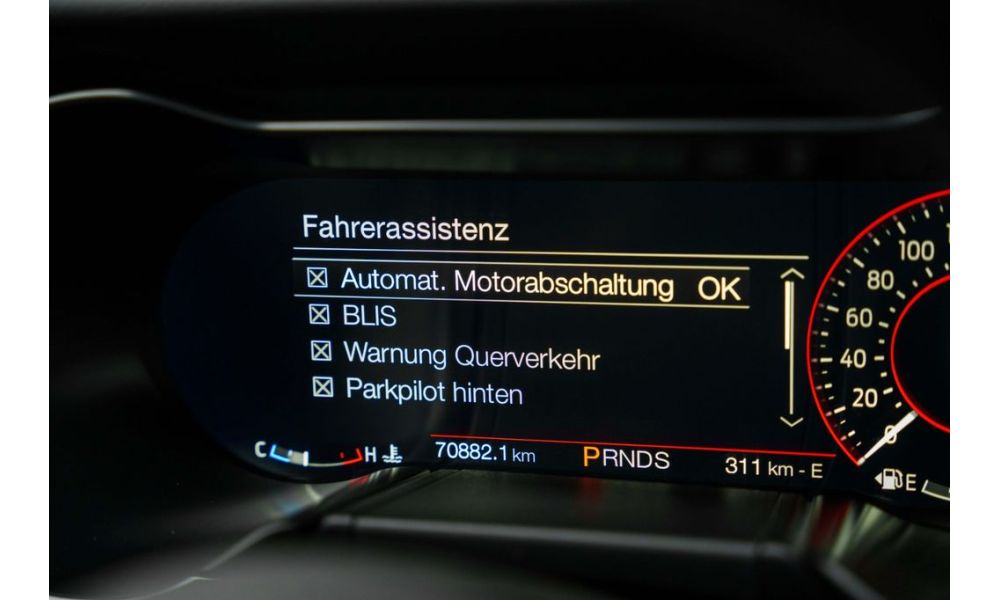 Fahrerassistenz
Automat. Motorabschaltung OK
BLIS
Warnung Querverkehr
Parkpilot hinten
C H
70882.1 km
PRNDS
311 km - E
100
80
60
40
20
0
E